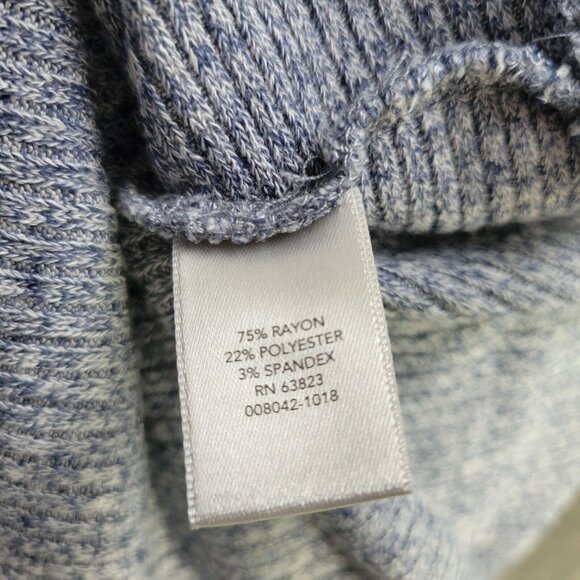 75% RAYON
22% POLYESTER
3% SPANDEX
RN 63823
008042-1018